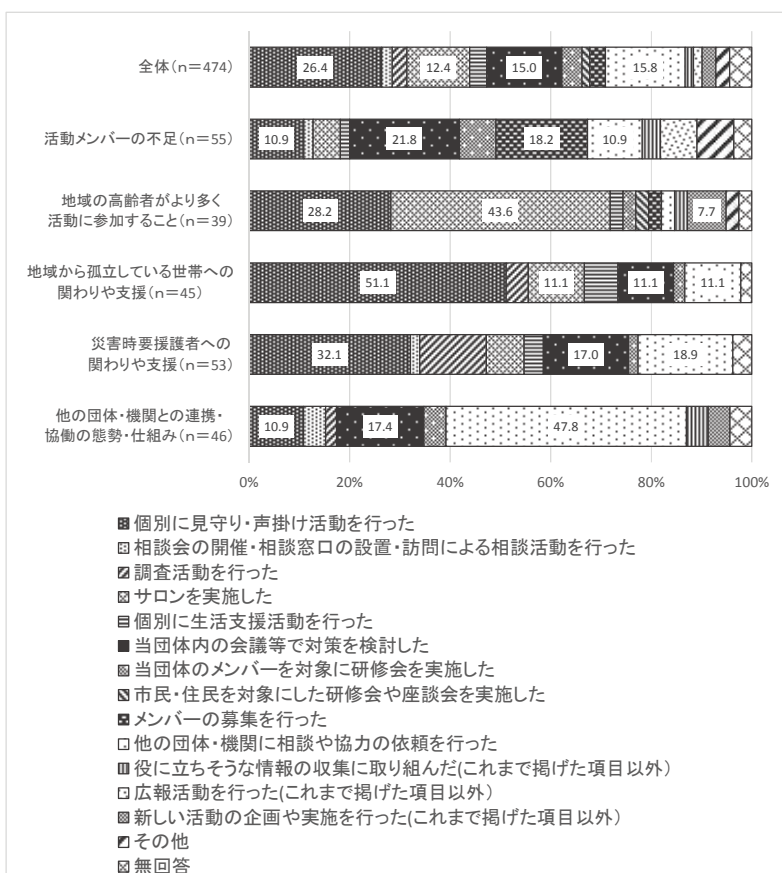 全体(n=474)
26.4
12.4
15.0
15.8
活動メンバーの不足(n=55)
10.9
21.8
18.2
10.9
地域の高齢者がより多く
活動に参加すること(n=39)
28.2
43.6
7.7
地域から孤立している世帯への
関わりや支援(n=45)
51.1
11.1
11.1
11.1
災害時要援護者への
関わりや支援(n=53)
32.1
17.0
18.9
他の団体・機関との連携・
協働の態勢・仕組み(n=46)
10.9
17.4
47.8
0% 20% 40% 60% 80% 100%
個別に見守り・声掛け活動を行った
相談会の開催・相談窓口の設置・訪問による相談活動を行った
調査活動を行った
サロンを実施した
個別に生活支援活動を行った
当団体内の会議等で対策を検討した
当団体のメンバーを対象に研修会を実施した
市民・住民を対象にした研修会や座談会を実施した
メンバーの募集を行った
他の団体・機関に相談や協力の依頼を行った
役に立ちそうな情報の収集に取り組んだ(これまで掲げた項目以外)
広報活動を行った(これまで掲げた項目以外)
新しい活動の企画や実施を行った(これまで掲げた項目以外)
その他
無回答